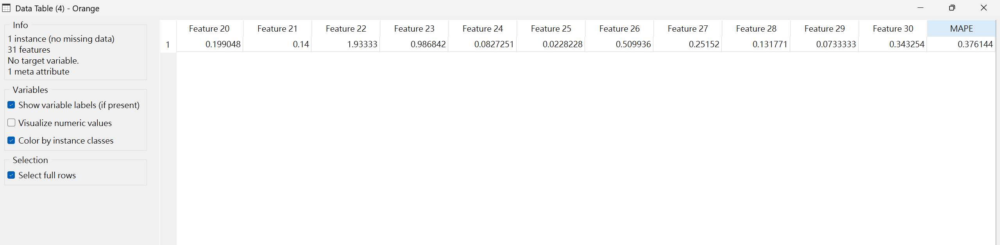 Data Table (4) - Orange
Info
1 instance (no missing data)
31 features
No target variable.
1 meta attribute
Variables
Show variable labels (if present)
Visualize numeric values
Color by instance classes
Selection
Select full rows
Feature 20 Feature 21 Feature 22 Feature 23 Feature 24 Feature 25 Feature 26 Feature 27 Feature 28 Feature 29 Feature 30 MAPE
1 0.199048 0.14 1.93333 0.986842 0.0827251 0.0228228 0.509936 0.25152 0.131771 0.0733333 0.343254 0.376144